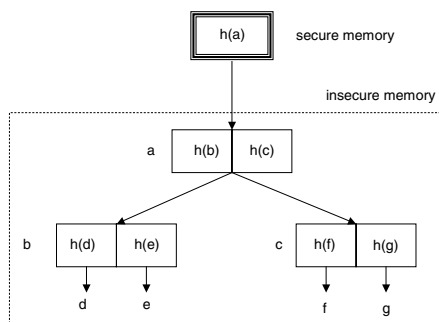 h(a) secure memory
insecure memory
a h(b) h(c)
b h(d) h(e) c h(f) h(g)
d e f g